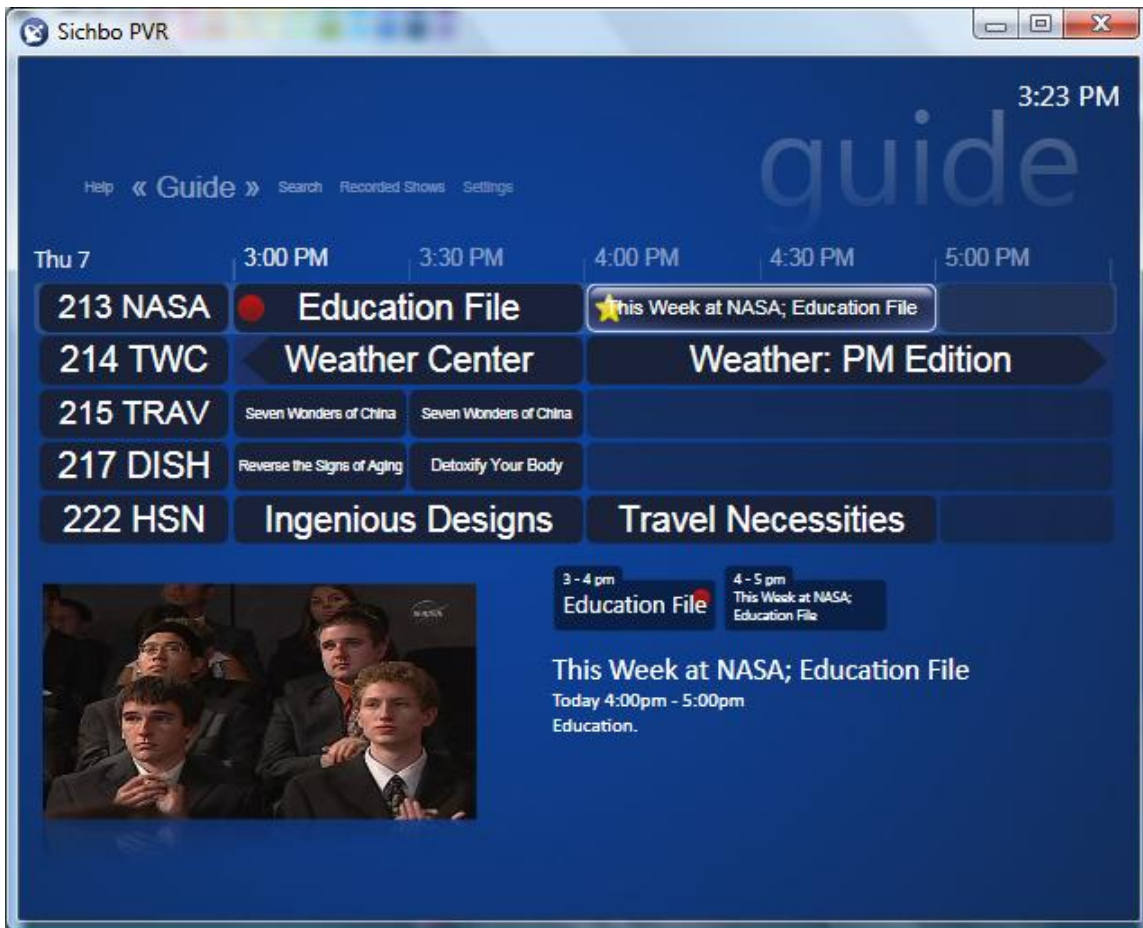 Sichbo PVR
3:23 PM
guide
Help « Guide » Search Recorded Shows Settings
Thu 7 3:00 PM 3:30 PM 4:00 PM 4:30 PM 5:00 PM
213 NASA Education File This Week at NASA; Education File
214 TWC Weather Center Weather: PM Edition
215 TRAV Seven Wonders of China Seven Wonders of China
217 DISH Reverse the Signs of Aging Detoxify Your Body
222 HSN Ingenious Designs Travel Necessities
NASA
3 - 4 pm
Education File
4 - 5 pm
This Week at NASA;
Education File
This Week at NASA; Education File
Today 4:00pm - 5:00pm
Education.